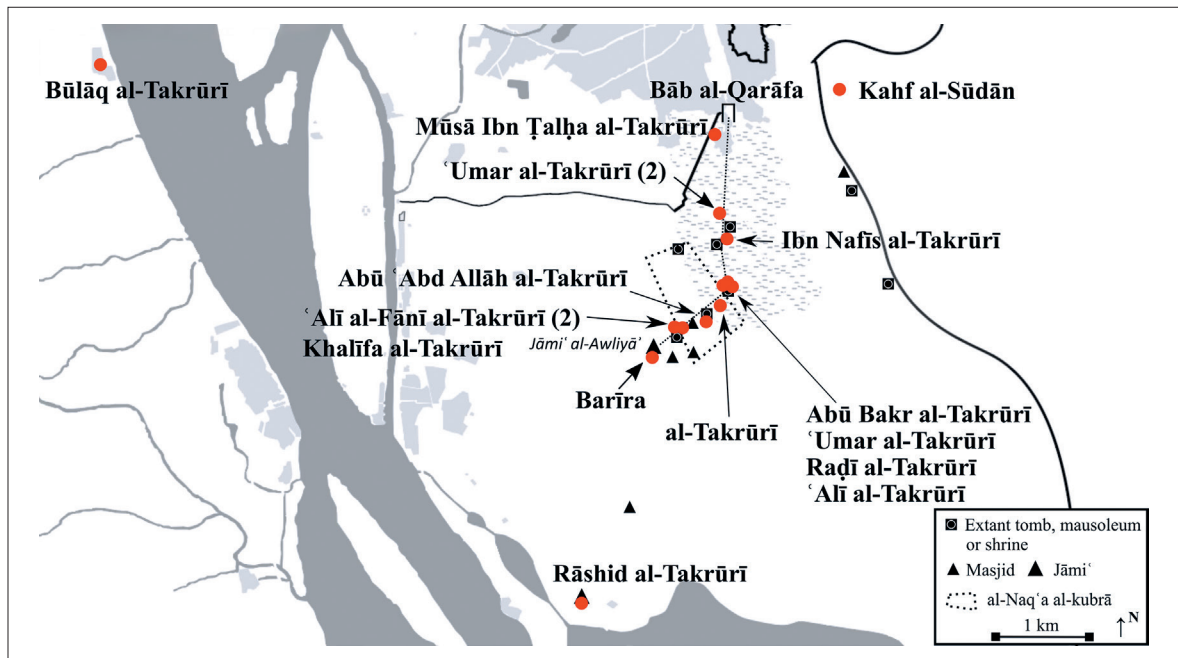 Būlāq al-Takrūrī
Bāb al-Qarāfa
Kahf al-Sūdān
Mūsā Ibn Ṭalḥa al-Takrūrī
ʿUmar al-Takrūrī (2)
Ibn Nafīs al-Takrūrī
Abū ʿAbd Allāh al-Takrūrī
ʿAlī al-Fānī al-Takrūrī (2)
Khalīfa al-Takrūrī
Jāmiʿ al-Awliyāʾ
Barīra
al-Takrūrī
Abū Bakr al-Takrūrī
ʿUmar al-Takrūrī
Raḍī al-Takrūrī
ʿAlī al-Takrūrī
Rāshid al-Takrūrī
Extant tomb, mausoleum
or shrine
Masjid Jāmiʿ
al-Naqʿa al-kubrā
1 km
N